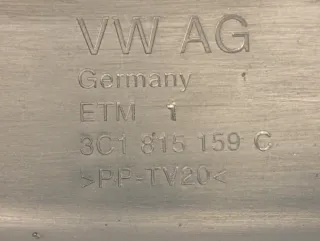 VW AG
Germany
ETM 1
3C1 815 159 C
>PP-TV20<